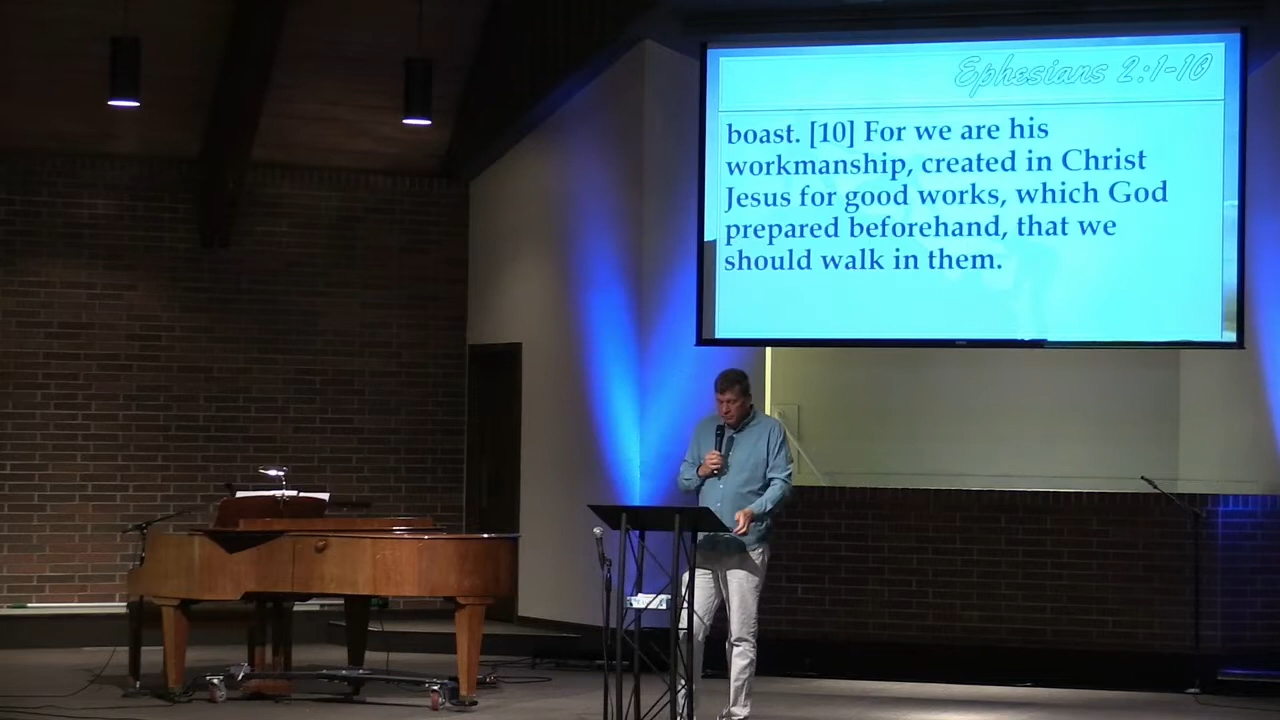 Ephesians 2:1-10
boast. [10] For we are his
workmanship, created in Christ
Jesus for good works, which God
prepared beforehand, that we
should walk in them.